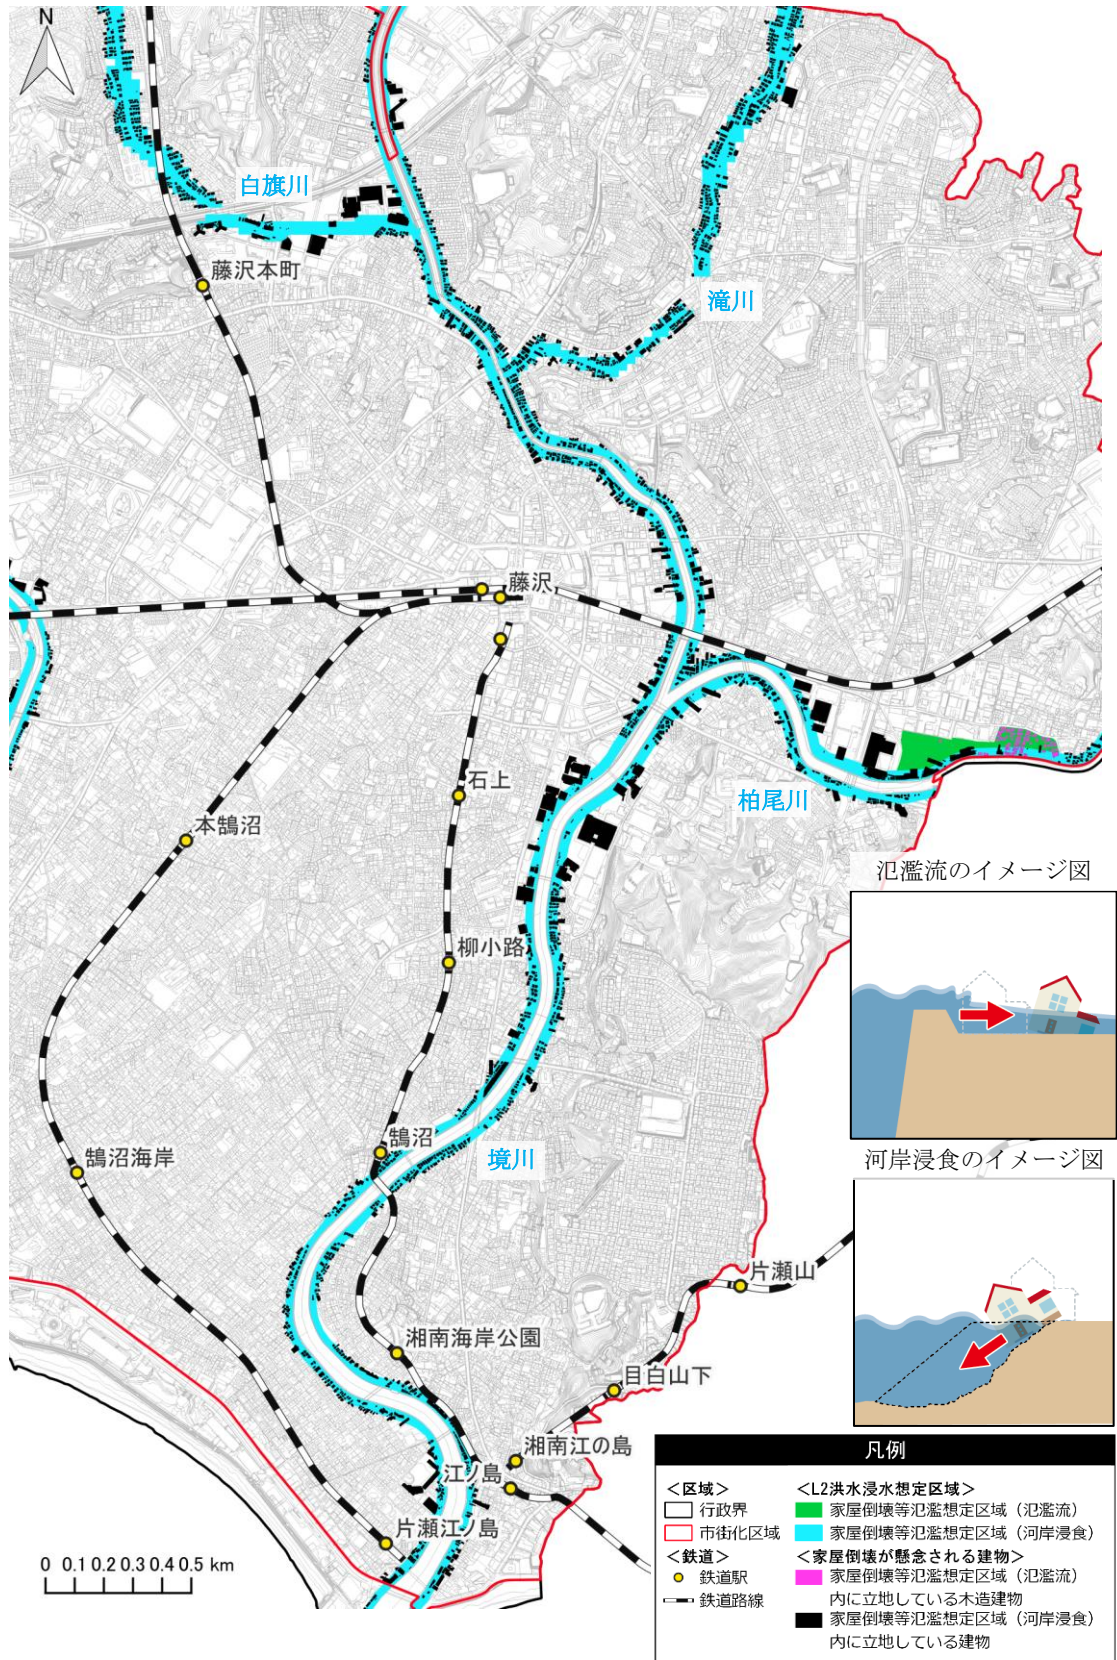 N
白旗川
藤沢本町
滝川
藤沢
石上
柏尾川
本鵠沼
氾濫流のイメージ図
柳小路
鵠沼
境川
河岸浸食のイメージ図
鵠沼海岸
片瀬山
湘南海岸公園
目白山下
湘南江の島
江ノ島
片瀬江ノ島
0 0.1 0.2 0.3 0.4 0.5 km
凡例
<区域>
行政界
市街化区域
<鉄道>
鉄道駅
鉄道路線
<L2洪水浸水想定区域>
家屋倒壊等氾濫想定区域（氾濫流）
家屋倒壊等氾濫想定区域（河岸浸食）
<家屋倒壊が懸念される建物>
家屋倒壊等氾濫想定区域（氾濫流）
内に立地している木造建物
家屋倒壊等氾濫想定区域（河岸浸食）
内に立地している建物